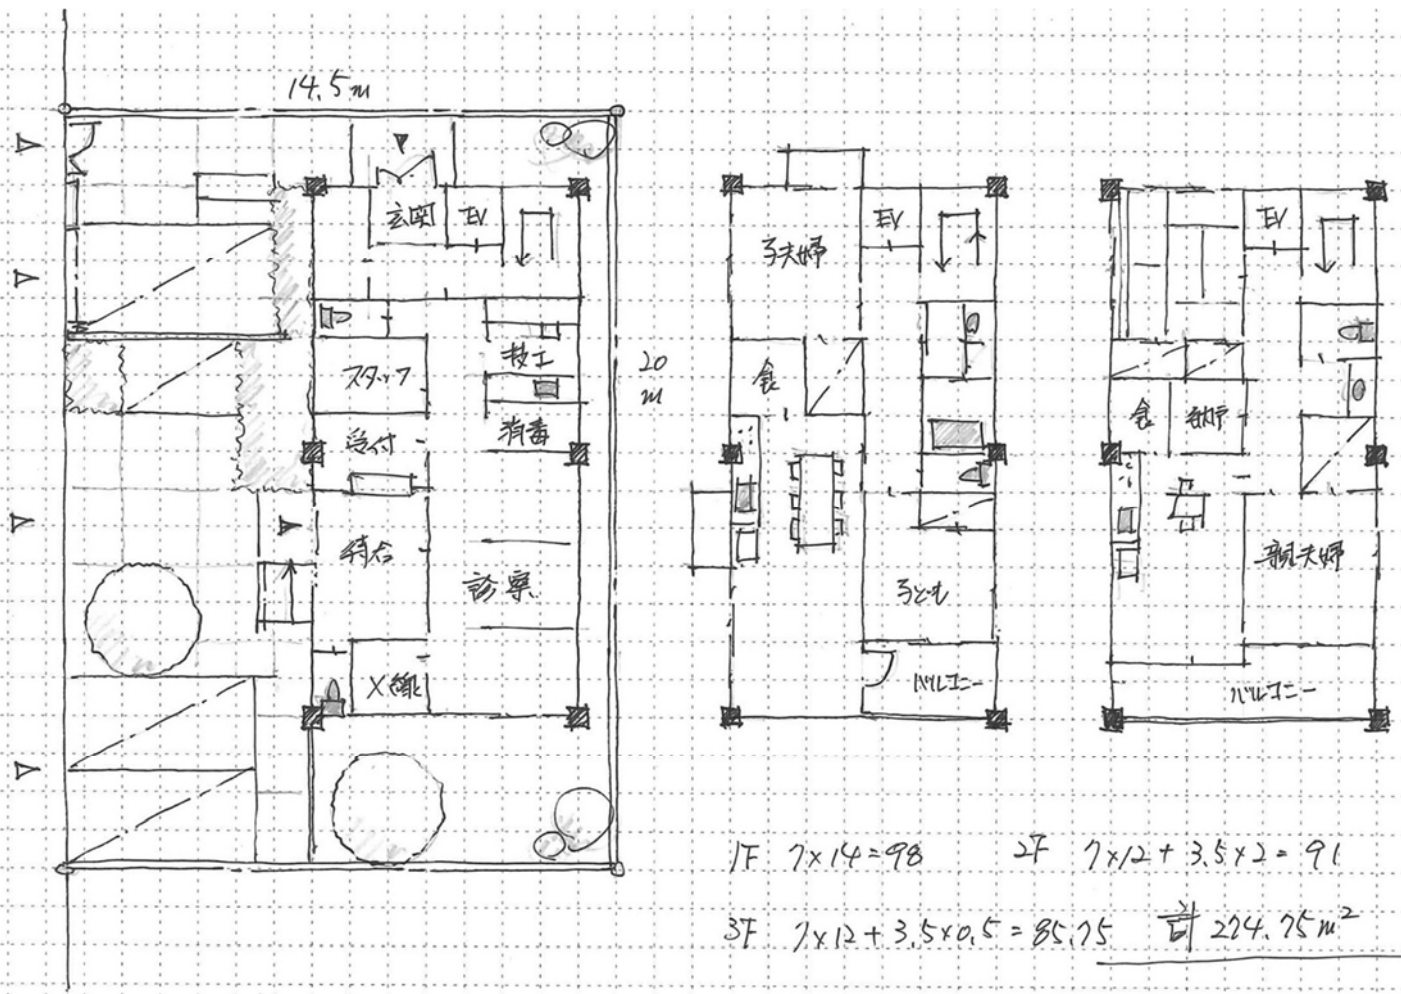 14.5m
玄関 EV
スタッフ 技工
受付 消毒
待合 診察
X線
20m
子夫婦 EV
食
子ども
バルコニー
EV
食 納戸
親夫婦
バルコニー
1F 7×14=98 2F 7×12+3.5×2=91
3F 7×12+3.5×0.5=85.75 計 274.75m²